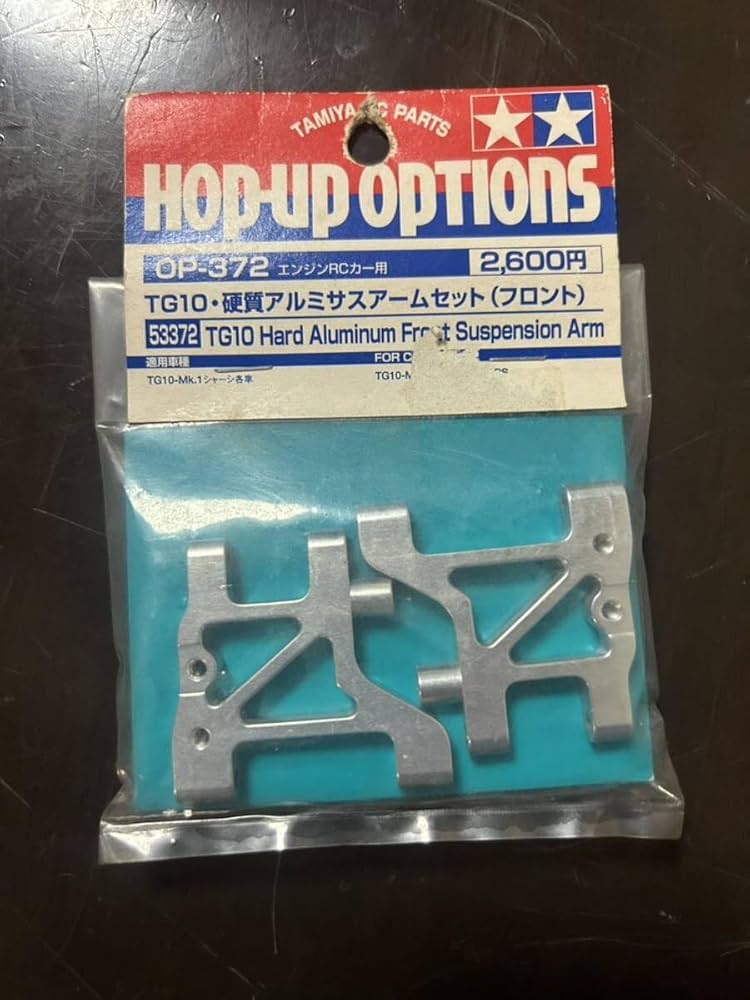 TAMIYA RC PARTS
HOP-UP OPTIONS
OP-372 エンジンRCカー用 2,600円
TG10・硬質アルミサスアームセット(フロント)
53372 TG10 Hard Aluminum Front Suspension Arm
適用車種 FOR
TG10-Mk.1シャーシ各車 TG10-